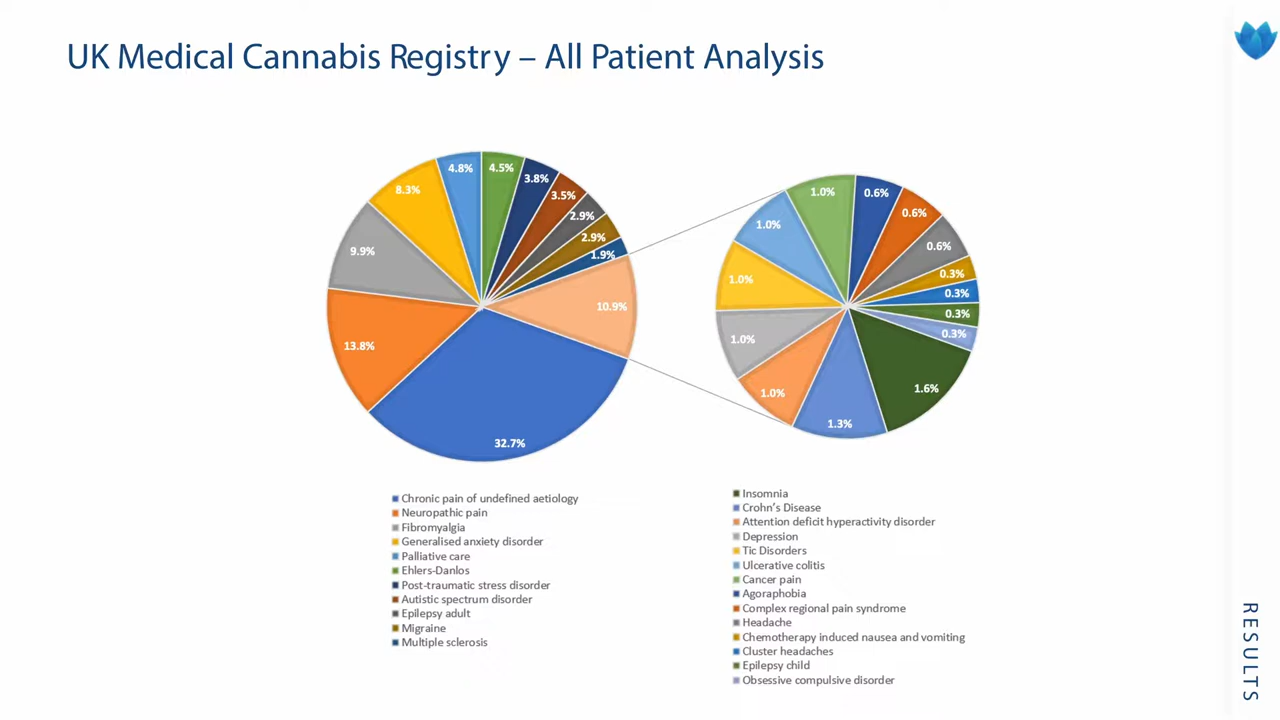 UK Medical Cannabis Registry – All Patient Analysis
4.8%
4.5%
3.8%
3.5%
2.9%
2.9%
1.9%
10.9%
32.7%
13.8%
9.9%
8.3%
1.0%
0.6%
0.6%
0.6%
0.3%
0.3%
0.3%
0.3%
1.6%
1.3%
1.0%
1.0%
1.0%
1.0%
Chronic pain of undefined aetiology
Neuropathic pain
Fibromyalgia
Generalised anxiety disorder
Palliative care
Ehlers-Danlos
Post-traumatic stress disorder
Autistic spectrum disorder
Epilepsy adult
Migraine
Multiple sclerosis
Insomnia
Crohn's Disease
Attention deficit hyperactivity disorder
Depression
Tic Disorders
Ulcerative colitis
Cancer pain
Agoraphobia
Complex regional pain syndrome
Headache
Chemotherapy induced nausea and vomiting
Cluster headaches
Epilepsy child
Obsessive compulsive disorder
RESULTS